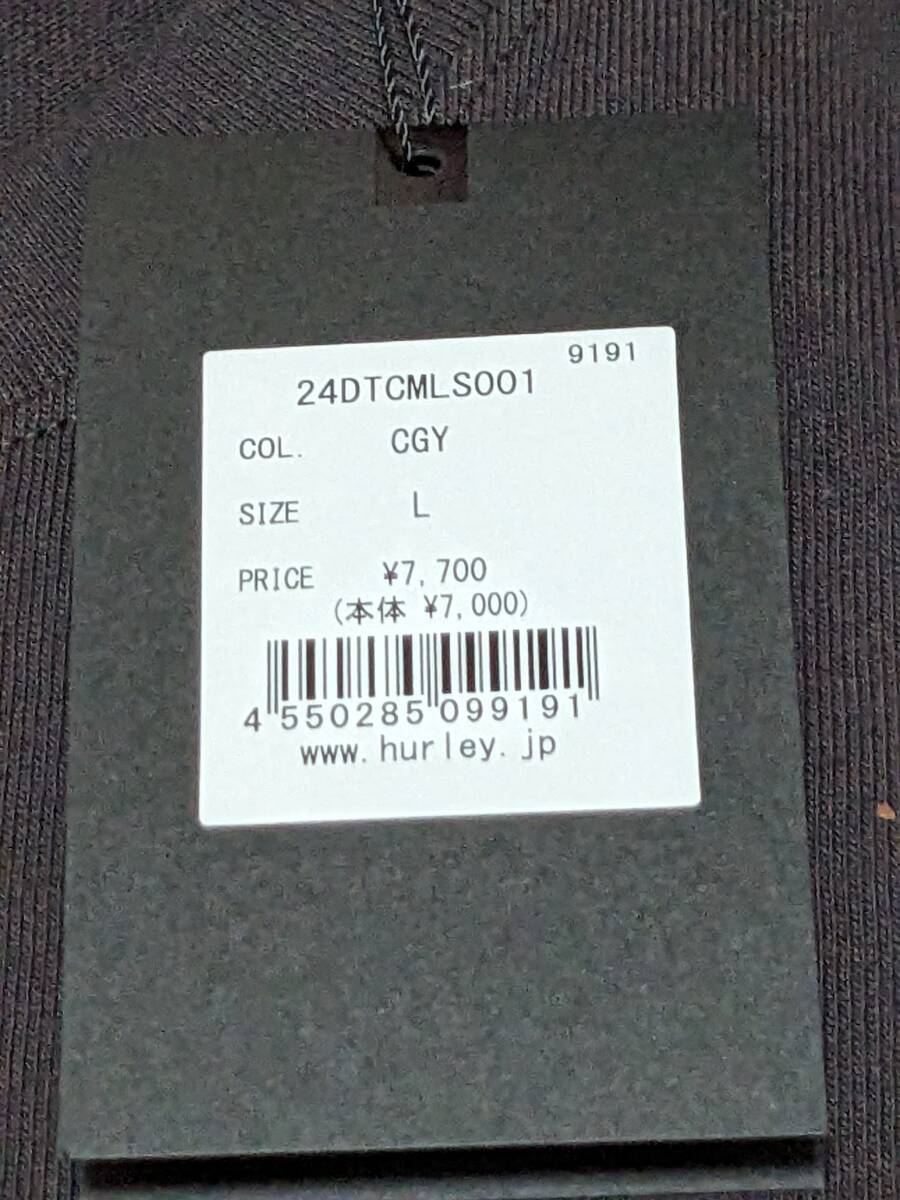 9191
24DTCMLS001
COL. CGY
SIZE L
PRICE ¥7,700
(本体 ¥7,000)
4 550285 099191
www.hurley.jp